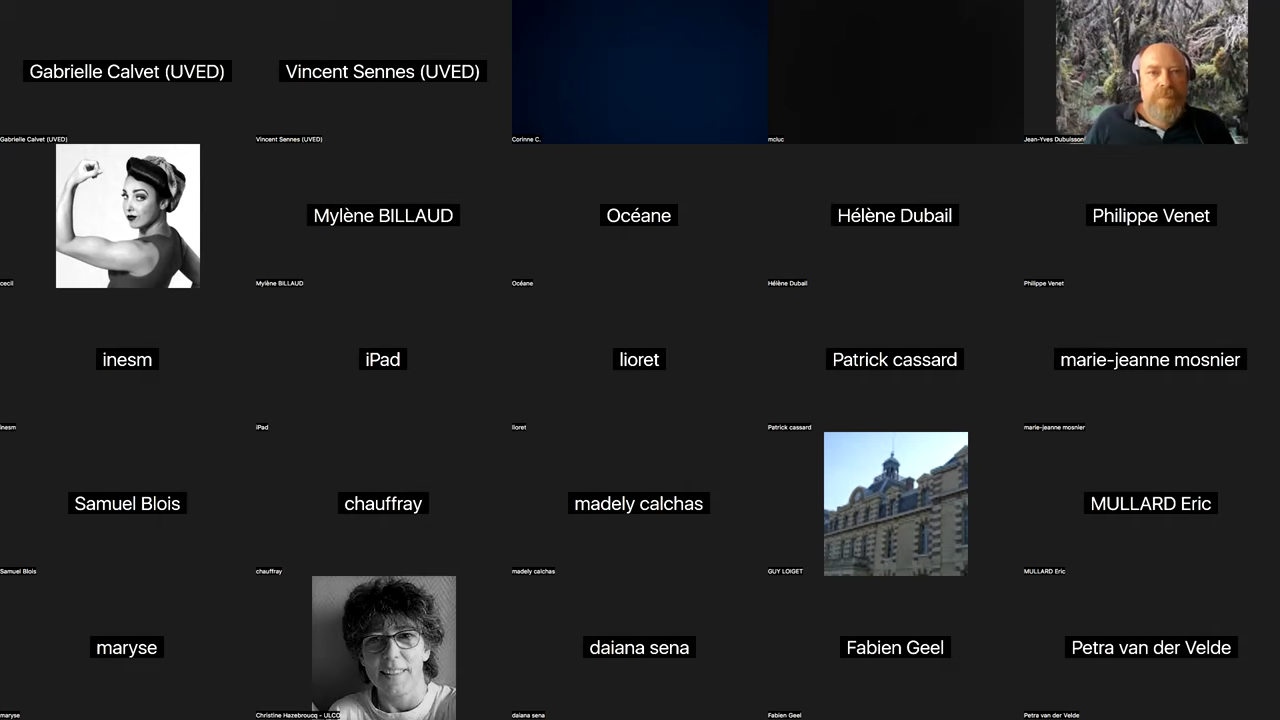 Gabrielle Calvet (UVED)
Vincent Sennes (UVED)
Gabrielle Calvet (UVED)
Vincent Sennes (UVED)
Corinne C.
mcluc
Jean-Yves Dubuisson
Mylène BILLAUD
Océane
Hélène Dubail
Philippe Venet
cecil
Mylène BILLAUD
Océane
Hélène Dubail
Philippe Venet
inesm
iPad
lioret
Patrick cassard
marie-jeanne mosnier
inesm
iPad
lioret
Patrick cassard
marie-jeanne mosnier
Samuel Blois
chauffray
madely calchas
MULLARD Eric
Samuel Blois
chauffray
madely calchas
GUY LOIGET
MULLARD Eric
maryse
daiana sena
Fabien Geel
Petra van der Velde
maryse
Christine Hazebroucq - ULCO
daiana sena
Fabien Geel
Petra van der Velde